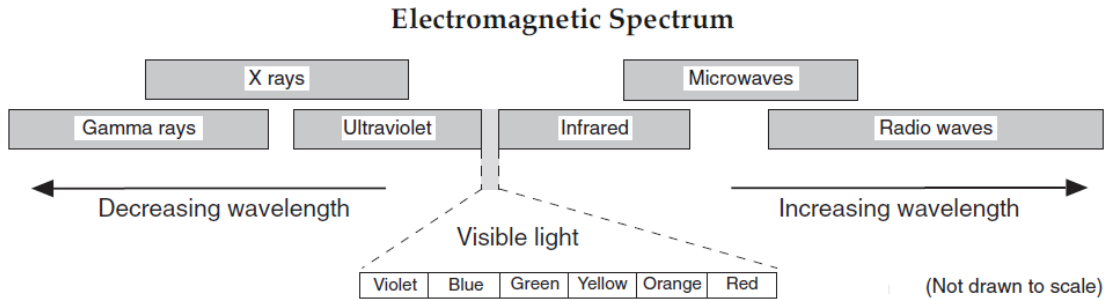 Electromagnetic Spectrum
X rays
Microwaves
Gamma rays
Ultraviolet
Infrared
Radio waves
Decreasing wavelength
Increasing wavelength
Visible light
Violet
Blue
Green
Yellow
Orange
Red
(Not drawn to scale)